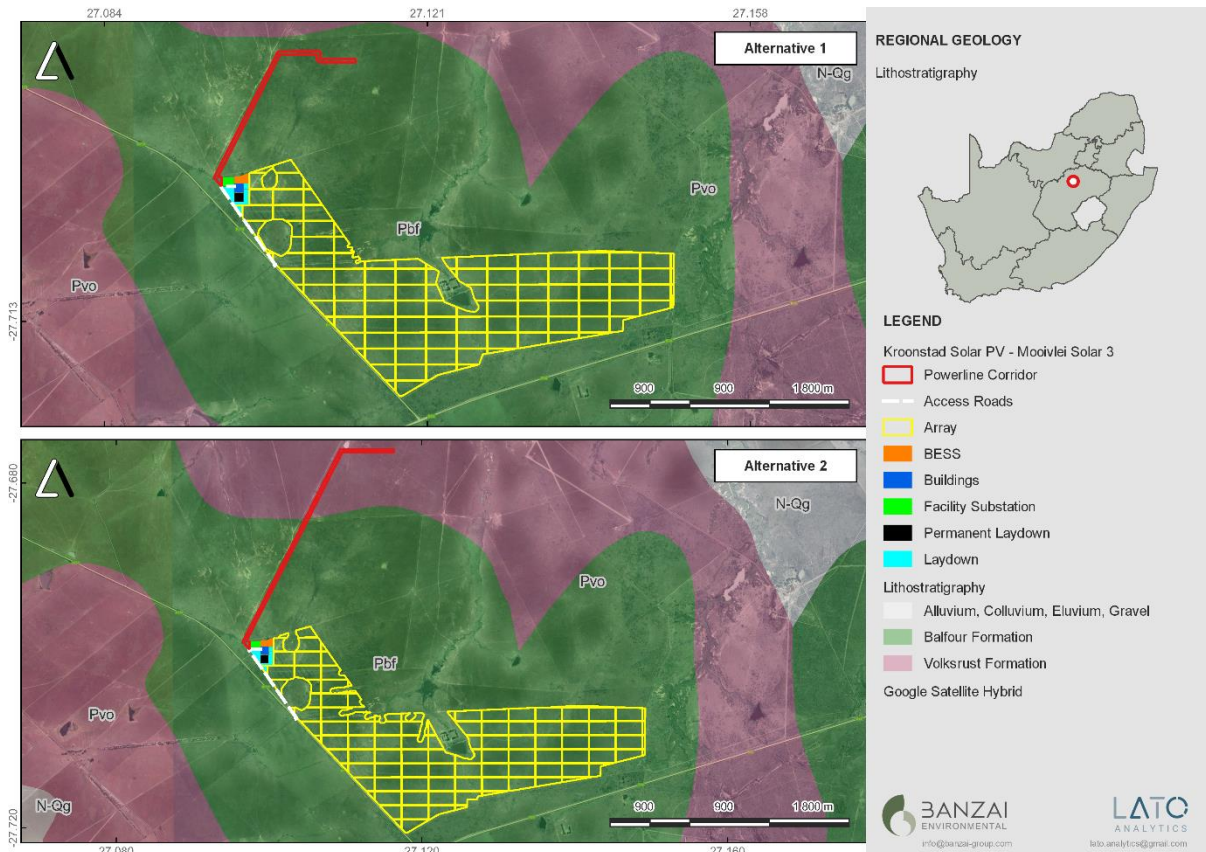 27.084
27.121
27.158
Alternative 1
N-Qg
Pvo
Pbf
Pvo
-27.713
900
900
1 800 m
Alternative 2
-27.680
N-Qg
Pvo
Pbf
Pvo
N-Qg
900
900
1 800 m
-27.720
27.080
27.120
27.160
REGIONAL GEOLOGY
Lithostratigraphy
LEGEND
Kroonstad Solar PV - Mooivlei Solar 3
Powerline Corridor
Access Roads
Array
BESS
Buildings
Facility Substation
Permanent Laydown
Laydown
Lithostratigraphy
Alluvium, Colluvium, Eluvium, Gravel
Balfour Formation
Volksrust Formation
Google Satellite Hybrid
BANZAI
ENVIRONMENTAL
info@banzai-group.com
LATO
ANALYTICS
lato.analytics@gmail.com